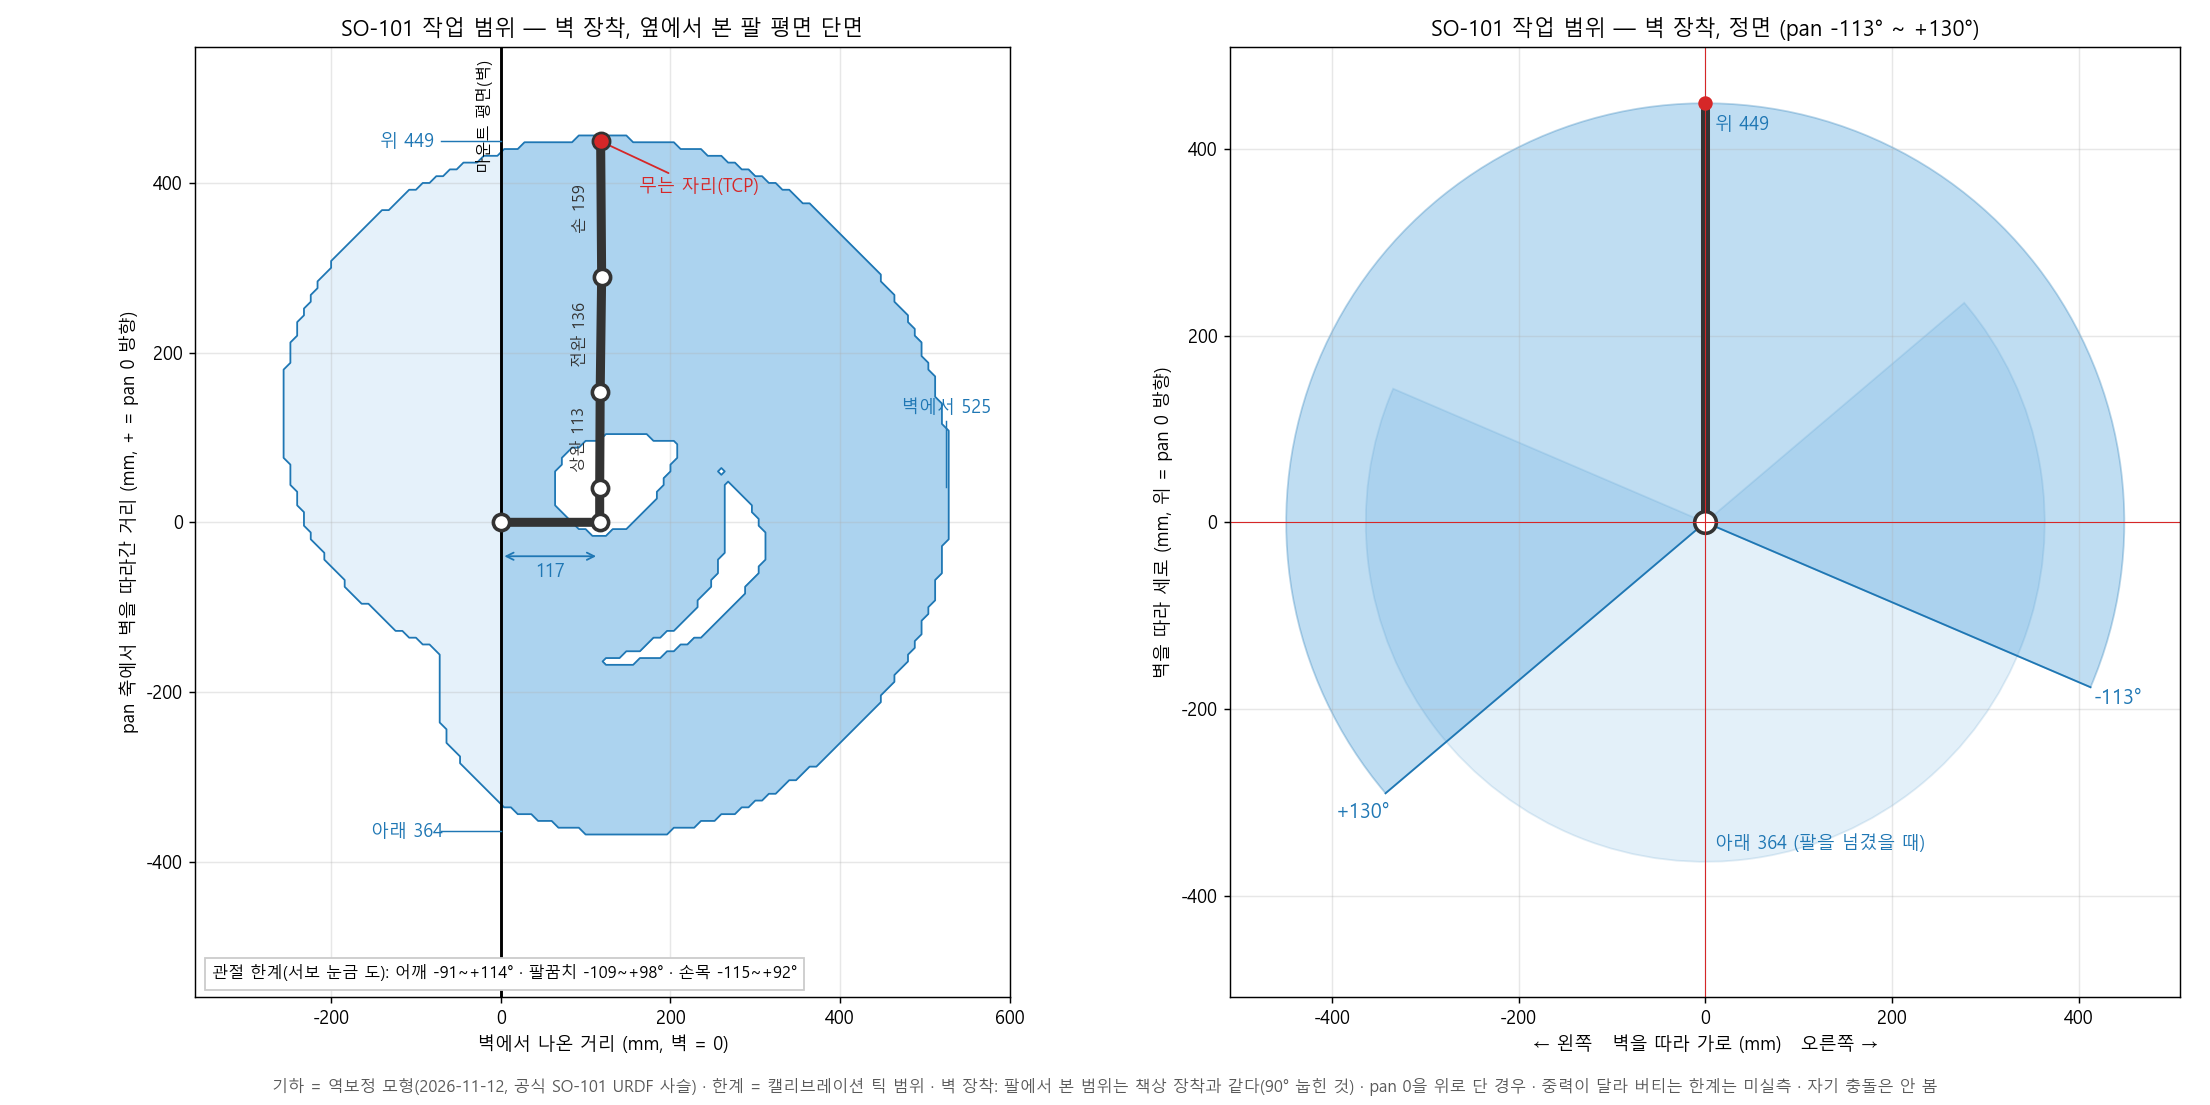 SO-101 작업 범위 — 벽 장착, 옆에서 본 팔 평면 단면
마운트 평면(벽)
위 449
무는 자리(TCP)
손 159
전완 136
상완 113
벽에서 525
117
아래 364
400
200
0
-200
-400
pan 축에서 벽을 따라간 거리 (mm, + = pan 0 방향)
관절 한계(서보 눈금 도): 어깨 -91~+114° · 팔꿈치 -109~+98° · 손목 -115~+92°
-200 0 200 400 600
벽에서 나온 거리 (mm, 벽 = 0)
SO-101 작업 범위 — 벽 장착, 정면 (pan -113° ~ +130°)
위 449
-113°
+130°
아래 364 (팔을 넘겼을 때)
400
200
0
-200
-400
벽을 따라 세로 (mm, 위 = pan 0 방향)
-400 -200 0 200 400
← 왼쪽 벽을 따라 가로 (mm) 오른쪽 →
기하 = 역보정 모형(2026-11-12, 공식 SO-101 URDF 사슬) · 한계 = 캘리브레이션 틱 범위 · 벽 장착: 팔에서 본 범위는 책상 장착과 같다(90° 눕힌 것) · pan 0을 위로 단 경우 · 중력이 달라 버티는 한계는 미실측 · 자기 충돌은 안 봄